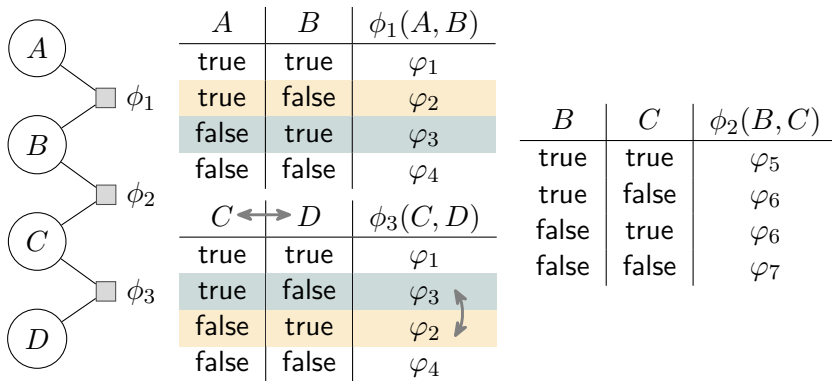 A
B
C
D
ϕ₁
ϕ₂
ϕ₃
A B ϕ₁(A, B)
true true φ₁
true false φ₂
false true φ₃
false false φ₄
C D ϕ₃(C, D)
true true φ₁
true false φ₃
false true φ₂
false false φ₄
B C ϕ₂(B, C)
true true φ₅
true false φ₆
false true φ₆
false false φ₇